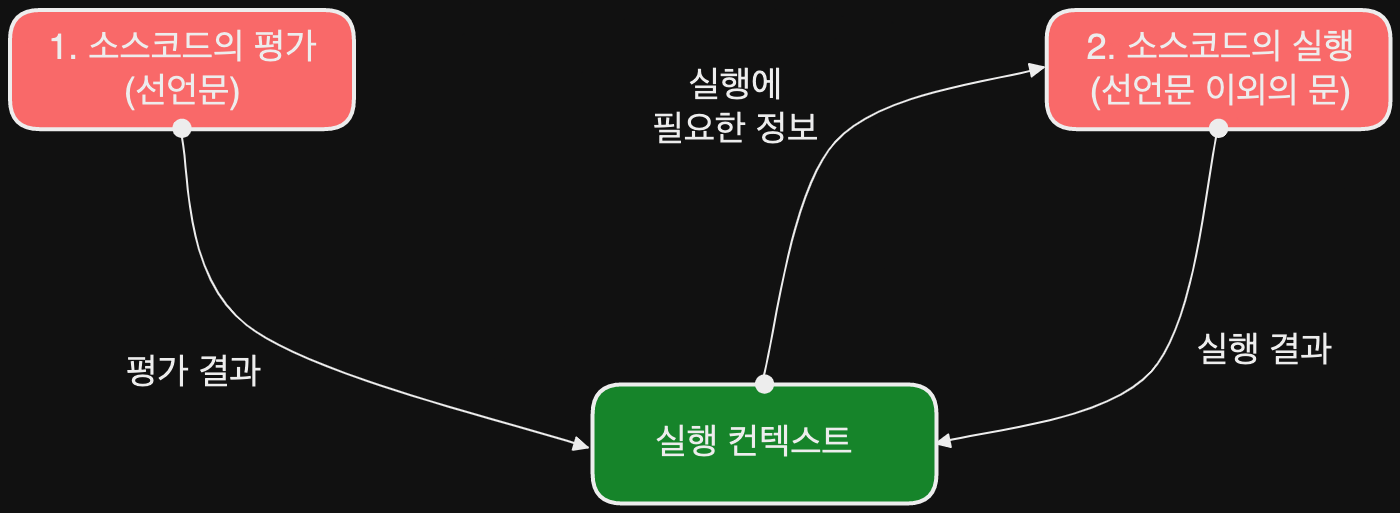 1. 소스코드의 평가
(선언문)
실행에
필요한 정보
2. 소스코드의 실행
(선언문 이외의 문)
평가 결과
실행 결과
실행 컨텍스트